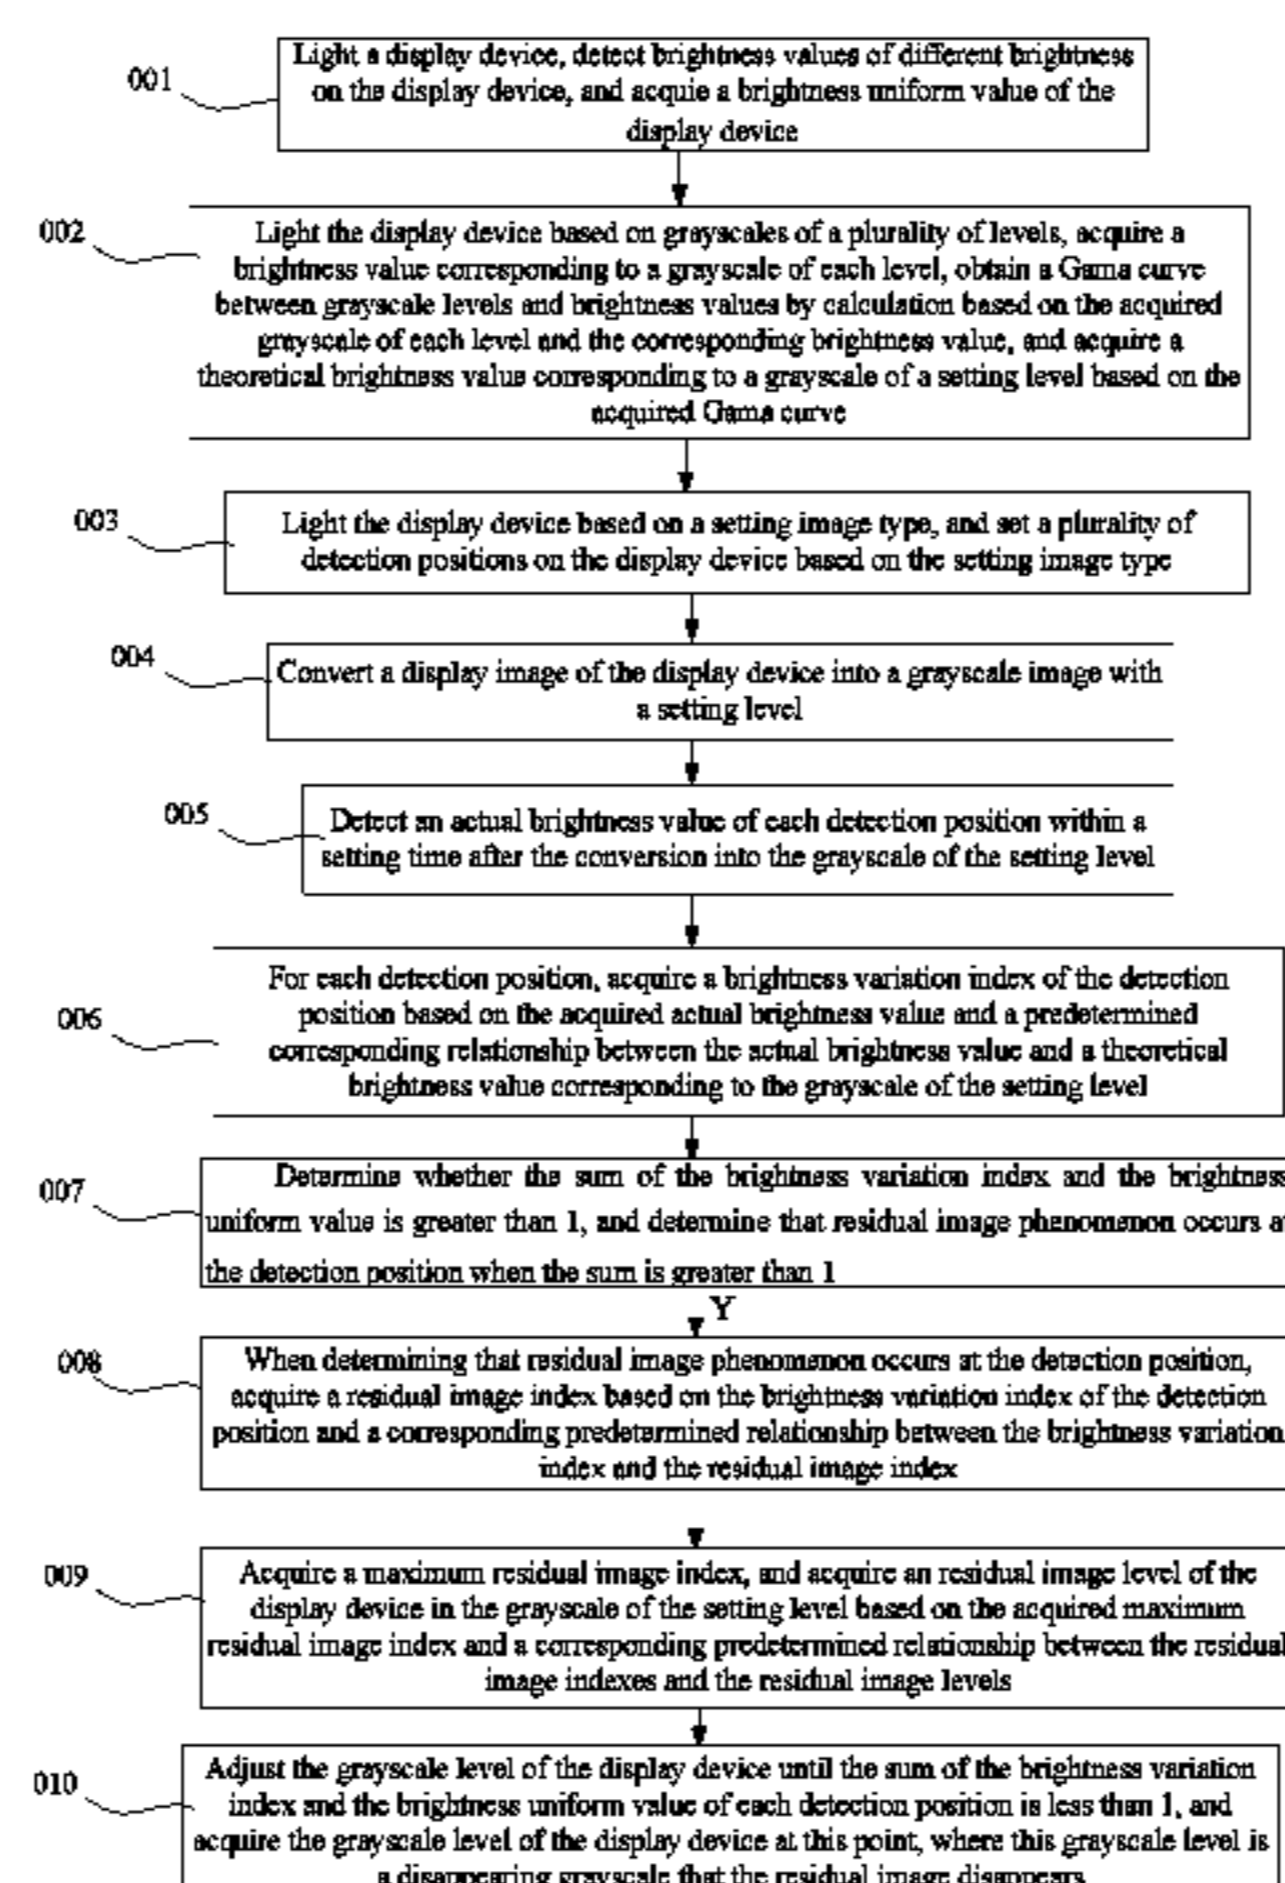 001
Light a display device, detect brightness values of different brightness
on the display device, and acquie a brightness uniform value of the
display device
002
Light the display device based on grayscales of a plurality of levels, acquire a
brightness value corresponding to a grayscale of each level, obtain a Gama curve
between grayscale levels and brightness values by calculation based on the acquired
grayscale of each level and the corresponding brightness value, and acquire a
theoretical brightness value corresponding to a grayscale of a setting level based on the
acquired Gama curve
003
Light the display device based on a setting image type, and set a plurality of
detection positions on the display device based on the setting image type
004
Convert a display image of the display device into a grayscale image with
a setting level
005
Detect an actual brightness value of each detection position within a
setting time after the conversion into the grayscale of the setting level
006
For each detection position, acquire a brightness variation index of the detection
position based on the acquired actual brightness value and a predetermined
corresponding relationship between the actual brightness value and a theoretical
brightness value corresponding to the grayscale of the setting level
007
Determine whether the sum of the brightness variation index and the brightness
uniform value is greater than 1, and determine that residual image phenomenon occurs at
the detection position when the sum is greater than 1
Y
008
When determining that residual image phenomenon occurs at the detection position,
acquire a residual image index based on the brightness variation index of the detection
position and a corresponding predetermined relationship between the brightness variation
index and the residual image index
009
Acquire a maximum residual image index, and acquire an residual image level of the
display device in the grayscale of the setting level based on the acquired maximum
residual image index and a corresponding predetermined relationship between the residual
image indexes and the residual image levels
010
Adjust the grayscale level of the display device until the sum of the brightness variation
index and the brightness uniform value of each detection position is less than 1, and
acquire the grayscale level of the display device at this point, where this grayscale level is
a disappearing grayscale that the residual image disappears